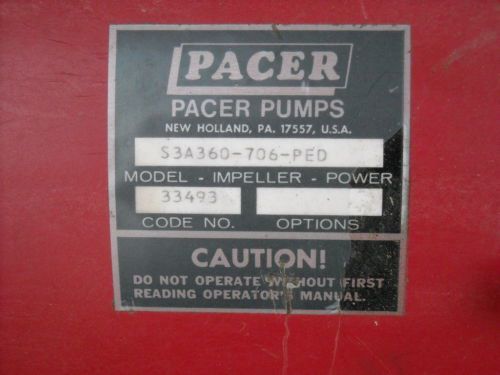 PACER
PACER PUMPS
NEW HOLLAND, PA. 17557, U.S.A.
S3A360-706-PED
MODEL - IMPELLER - POWER
33493
CODE NO. OPTIONS
CAUTION!
DO NOT OPERATE WITHOUT FIRST
READING OPERATOR'S MANUAL.